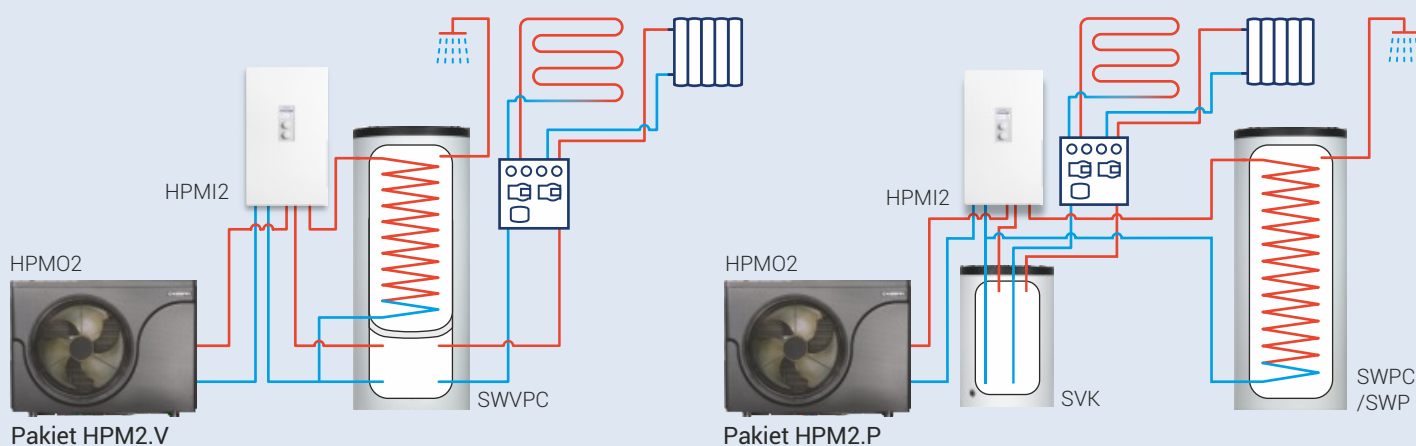 HPMI2
HPMO2
SWVPC
Pakiet HPM2.V
HPMI2
HPMO2
SVK
SWPC
/SWP
Pakiet HPM2.P